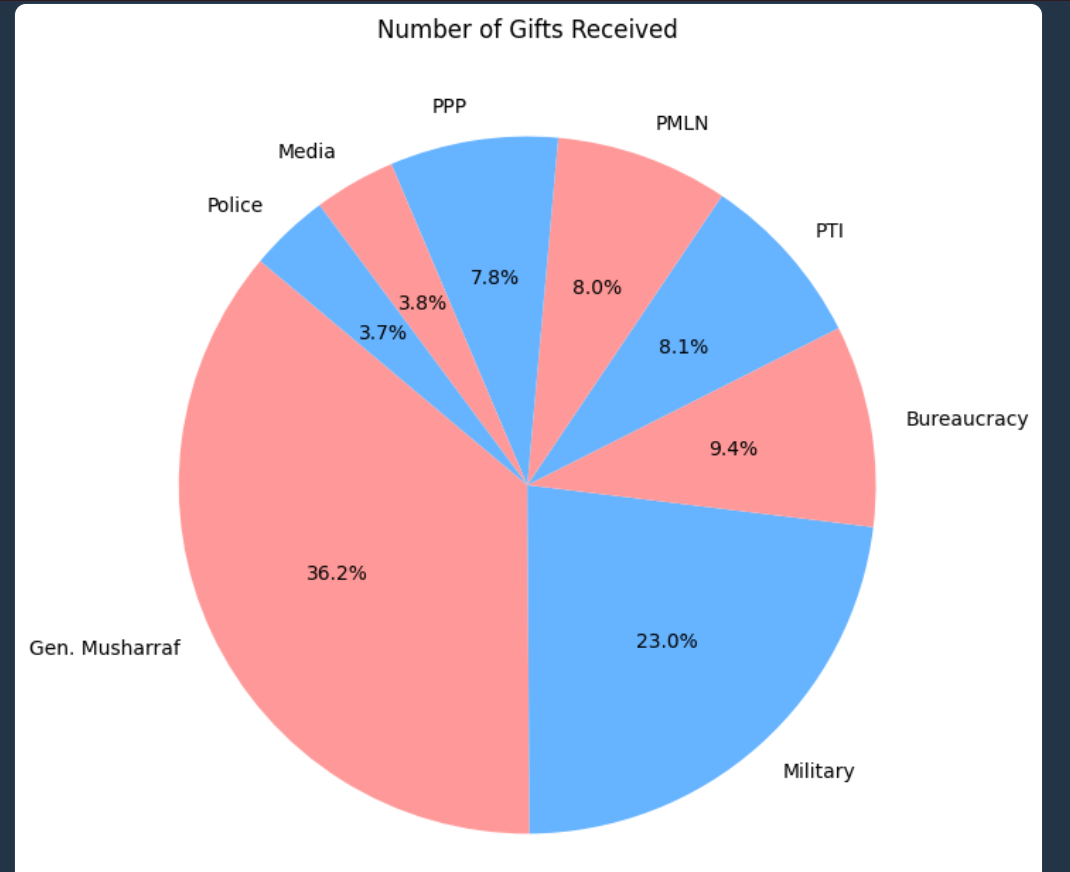 Number of Gifts Received
PPP
PMLN
Media
Police
PTI
7.8%
8.0%
3.8%
3.7%
8.1%
Bureaucracy
9.4%
36.2%
23.0%
Gen. Musharraf
Military